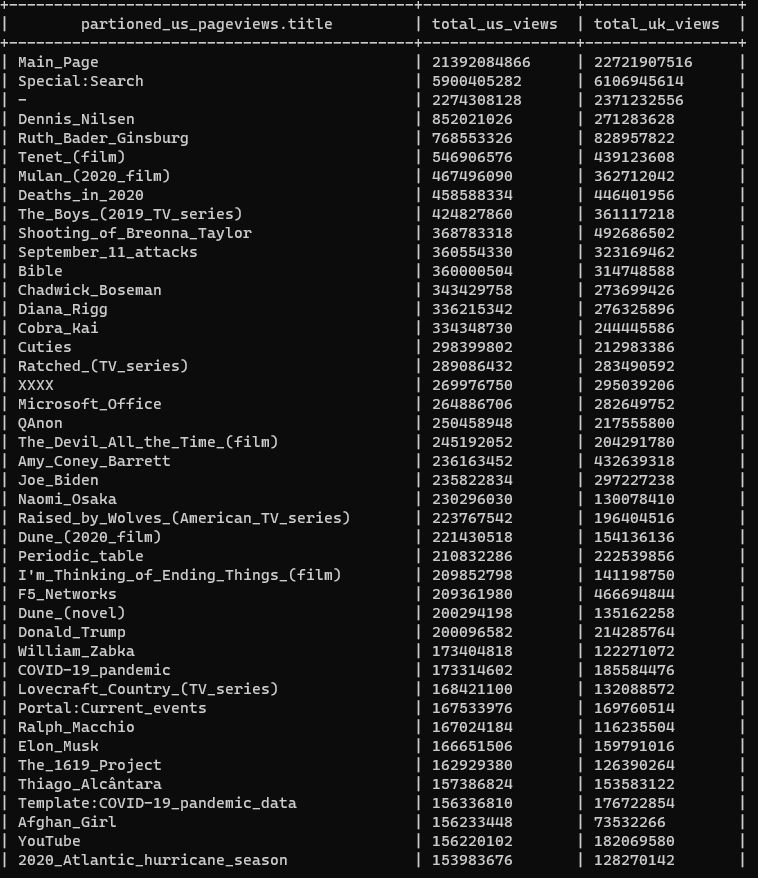 +---------------------------------------------+-----------------+-----------------+
| partioned_us_pageviews.title | total_us_views | total_uk_views |
+---------------------------------------------+-----------------+-----------------+
| Main_Page | 21392084866 | 22721907516 |
| Special:Search | 5900405282 | 6106945614 |
| - | 2274308128 | 2371232556 |
| Dennis_Nilsen | 852021026 | 271283628 |
| Ruth_Bader_Ginsburg | 768553326 | 828957822 |
| Tenet_(film) | 546906576 | 439123608 |
| Mulan_(2020_film) | 467496090 | 362712042 |
| Deaths_in_2020 | 458588334 | 446401956 |
| The_Boys_(2019_TV_series) | 424827860 | 361117218 |
| Shooting_of_Breonna_Taylor | 368783318 | 492686502 |
| September_11_attacks | 360554330 | 323169462 |
| Bible | 360000504 | 314748588 |
| Chadwick_Boseman | 343429758 | 273699426 |
| Diana_Rigg | 336215342 | 276325896 |
| Cobra_Kai | 334348730 | 244445586 |
| Cuties | 298399802 | 212983386 |
| Ratched_(TV_series) | 289086432 | 283490592 |
| XXXX | 269976750 | 295039206 |
| Microsoft_Office | 264886706 | 282649752 |
| QAnon | 250458948 | 217555800 |
| The_Devil_All_the_Time_(film) | 245192052 | 204291780 |
| Amy_Coney_Barrett | 236163452 | 432639318 |
| Joe_Biden | 235822834 | 297227238 |
| Naomi_Osaka | 230296030 | 130078410 |
| Raised_by_Wolves_(American_TV_series) | 223767542 | 196404516 |
| Dune_(2020_film) | 221430518 | 154136136 |
| Periodic_table | 210832286 | 222539856 |
| I'm_Thinking_of_Ending_Things_(film) | 209852798 | 141198750 |
| F5_Networks | 209361980 | 466694844 |
| Dune_(novel) | 200294198 | 135162258 |
| Donald_Trump | 200096582 | 214285764 |
| William_Zabka | 173404818 | 122271072 |
| COVID-19_pandemic | 173314602 | 185584476 |
| Lovecraft_Country_(TV_series) | 168421100 | 132088572 |
| Portal:Current_events | 167533976 | 169760514 |
| Ralph_Macchio | 167024184 | 116235504 |
| Elon_Musk | 166651506 | 159791016 |
| The_1619_Project | 162929380 | 126390264 |
| Thiago_Alcântara | 157386824 | 153583122 |
| Template:COVID-19_pandemic_data | 156336810 | 176722854 |
| Afghan_Girl | 156233448 | 73532266 |
| YouTube | 156220102 | 182069580 |
| 2020_Atlantic_hurricane_season | 153983676 | 128270142 |